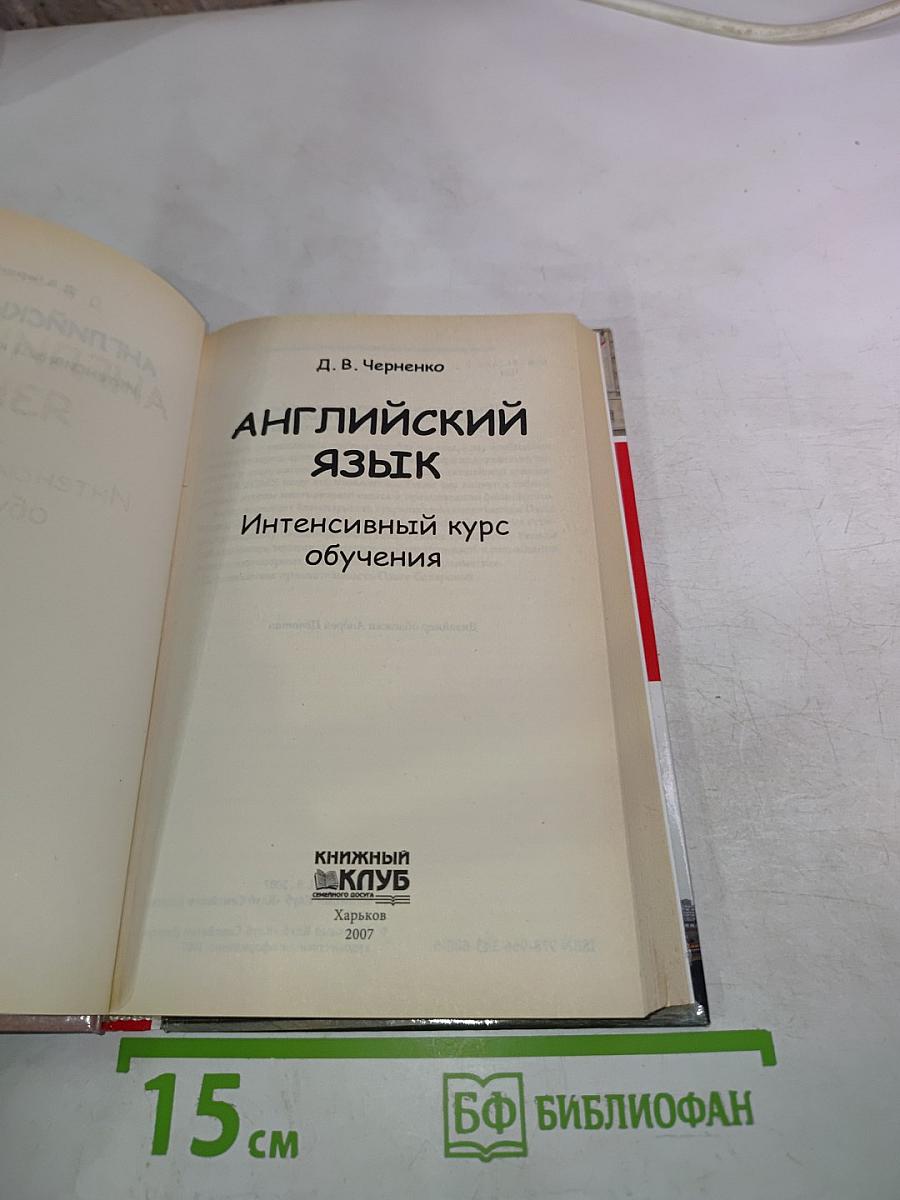 Д. В. Черненко
АНГЛИЙСКИЙ
ЯЗЫК
Интенсивный курс
обучения
КНИЖНЫЙ
КЛУБ
СЕМЕЙНОГО ДОСУГА
Харьков
2007
15 см
БФ БИБЛИОФАН